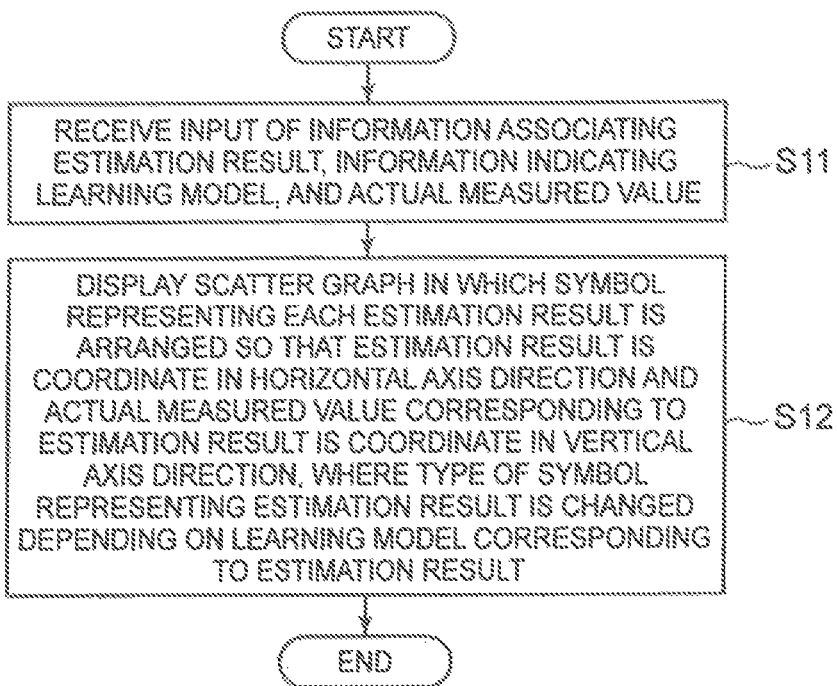 START
RECEIVE INPUT OF INFORMATION ASSOCIATING
ESTIMATION RESULT, INFORMATION INDICATING
LEARNING MODEL, AND ACTUAL MEASURED VALUE
S11
DISPLAY SCATTER GRAPH IN WHICH SYMBOL
REPRESENTING EACH ESTIMATION RESULT IS
ARRANGED SO THAT ESTIMATION RESULT IS
COORDINATE IN HORIZONTAL AXIS DIRECTION AND
ACTUAL MEASURED VALUE CORRESPONDING TO
ESTIMATION RESULT IS COORDINATE IN VERTICAL
AXIS DIRECTION, WHERE TYPE OF SYMBOL
REPRESENTING ESTIMATION RESULT IS CHANGED
DEPENDING ON LEARNING MODEL CORRESPONDING
TO ESTIMATION RESULT
S12
END